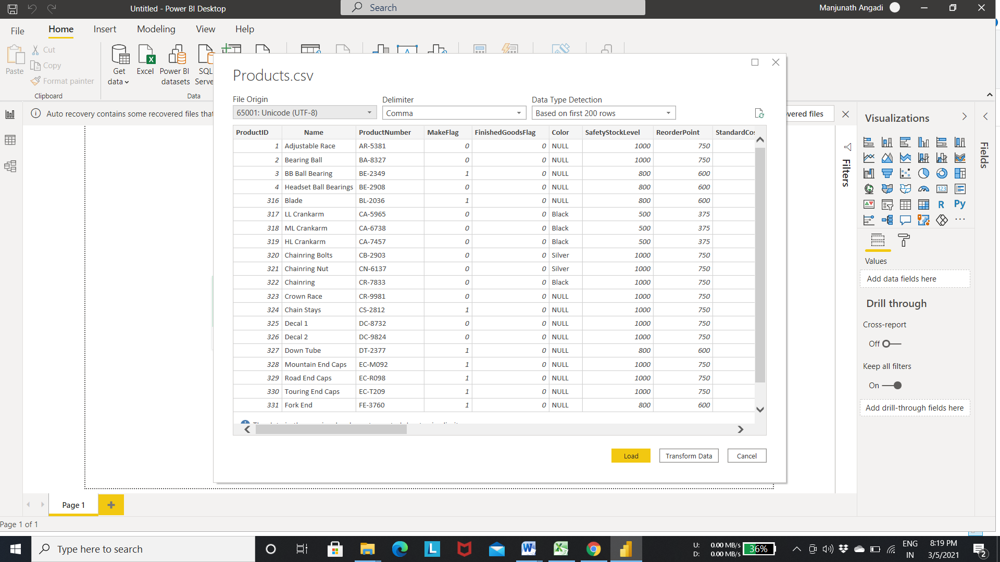 Untitled - Power BI Desktop
Search
Manjunath Angadi
File
Home
Insert
Modeling
View
Help
Paste
Cut
Copy
Format painter
Clipboard
Get data
Excel
Power BI datasets
SQL Serve
Data
Auto recovery contains some recovered files that
vered files
Products.csv
File Origin
Delimiter
Data Type Detection
65001: Unicode (UTF-8)
Comma
Based on first 200 rows
ProductID Name ProductNumber MakeFlag FinishedGoodsFlag Color SafetyStockLevel ReorderPoint StandardCos
1 Adjustable Race AR-5381 0 0 NULL 1000 750
2 Bearing Ball BA-8327 0 0 NULL 1000 750
3 BB Ball Bearing BE-2349 1 0 NULL 800 600
4 Headset Ball Bearings BE-2908 0 0 NULL 800 600
316 Blade BL-2036 1 0 NULL 800 600
317 LL Crankarm CA-5965 0 0 Black 500 375
318 ML Crankarm CA-6738 0 0 Black 500 375
319 HL Crankarm CA-7457 0 0 Black 500 375
320 Chainring Bolts CB-2903 0 0 Silver 1000 750
321 Chainring Nut CN-6137 0 0 Silver 1000 750
322 Chainring CR-7833 0 0 Black 1000 750
323 Crown Race CR-9981 0 0 NULL 1000 750
324 Chain Stays CS-2812 1 0 NULL 1000 750
325 Decal 1 DC-8732 0 0 NULL 1000 750
326 Decal 2 DC-9824 0 0 NULL 1000 750
327 Down Tube DT-2377 1 0 NULL 800 600
328 Mountain End Caps EC-M092 1 0 NULL 1000 750
329 Road End Caps EC-R098 1 0 NULL 1000 750
330 Touring End Caps EC-T209 1 0 NULL 1000 750
331 Fork End FE-3760 1 0 NULL 800 600
Load
Transform Data
Cancel
Filters
Visualizations
Fields
123
R
Py
Values
Add data fields here
Drill through
Cross-report
Off
Keep all filters
On
Add drill-through fields here
Page 1
Page 1 of 1
Type here to search
U: 0.00 MB/s
D: 0.00 MB/s
36%
ENG
IN
8:19 PM
3/5/2021
2